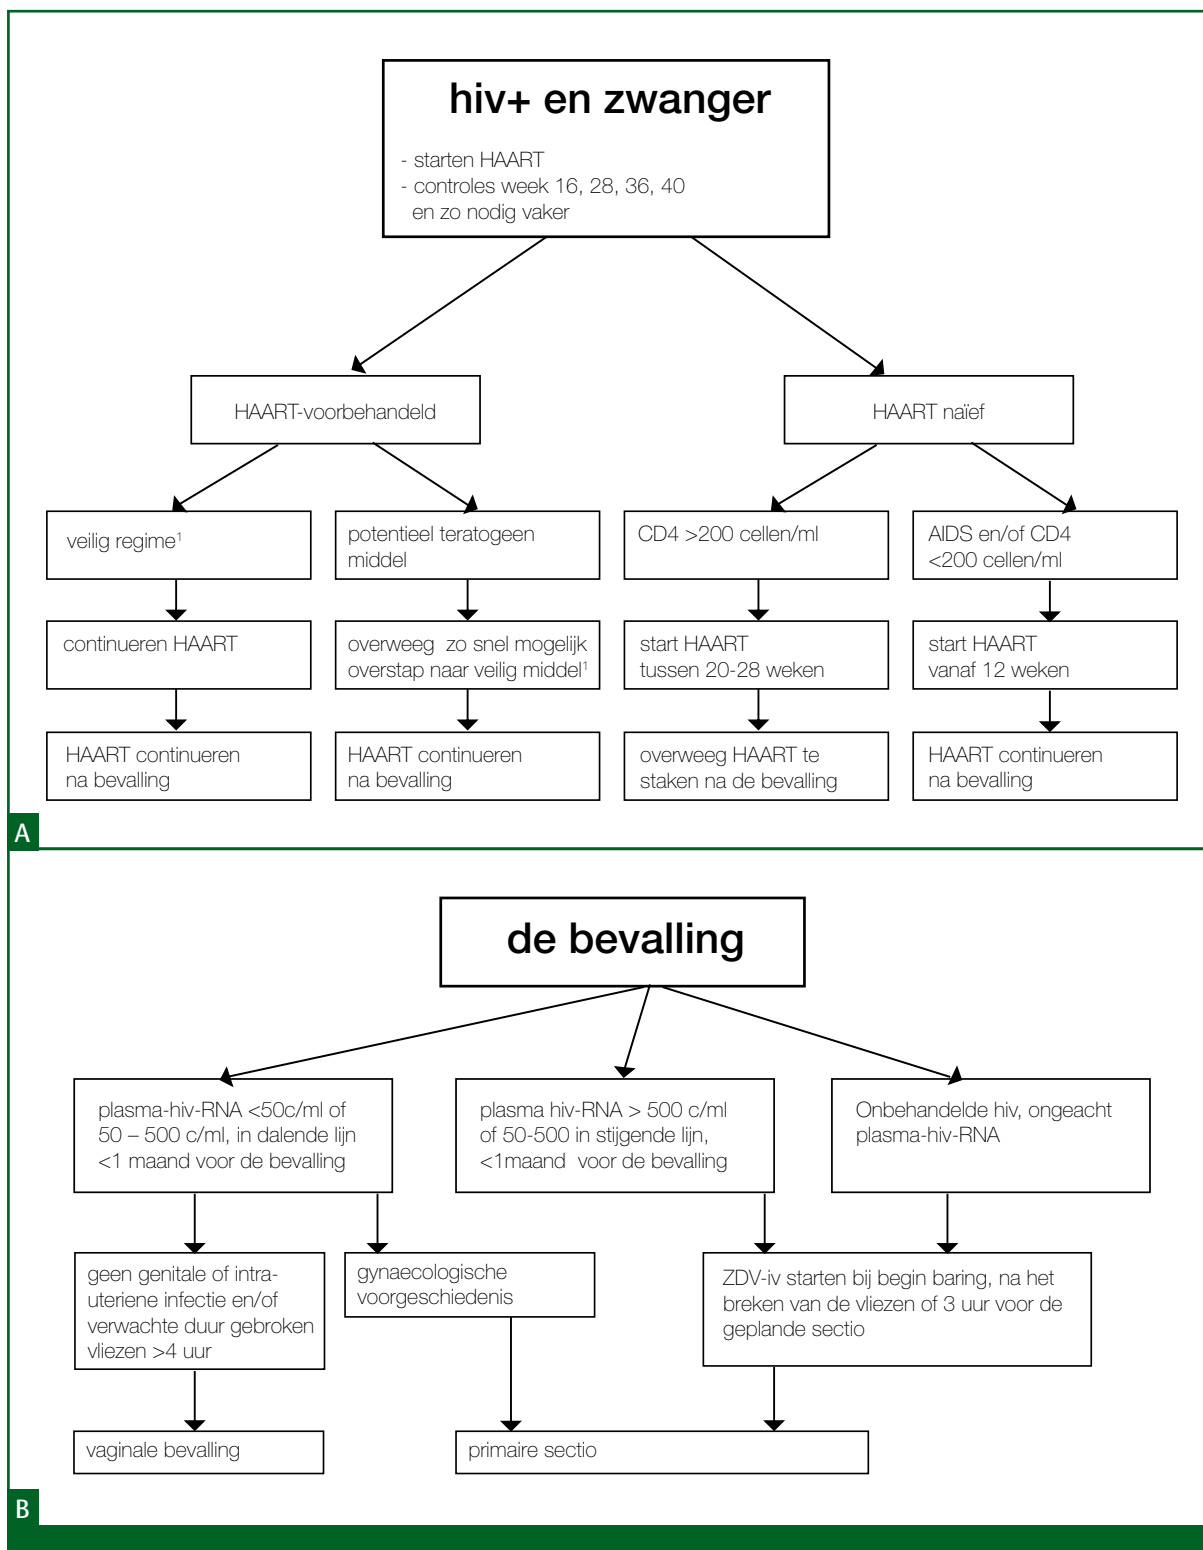 hiv+ en zwanger
- starten HAART
- controles week 16, 28, 36, 40
en zo nodig vaker
HAART-voorbehandeld
HAART naïef
veilig regime¹
potentieel teratogeen
middel
CD4 >200 cellen/ml
AIDS en/of CD4
<200 cellen/ml
continueren HAART
overweeg zo snel mogelijk
overstap naar veilig middel¹
start HAART
tussen 20-28 weken
start HAART
vanaf 12 weken
HAART continueren
na bevalling
HAART continueren
na bevalling
overweeg HAART te
staken na de bevalling
HAART continueren
na bevalling
A
de bevalling
plasma-hiv-RNA <50c/ml of
50 – 500 c/ml, in dalende lijn
<1 maand voor de bevalling
plasma hiv-RNA > 500 c/ml
of 50-500 in stijgende lijn,
<1maand voor de bevalling
Onbehandelde hiv, ongeacht
plasma-hiv-RNA
geen genitale of intra-
uteriene infectie en/of
verwachte duur gebroken
vliezen >4 uur
gynaecologische
voorgeschiedenis
ZDV-iv starten bij begin baring, na het
breken van de vliezen of 3 uur voor de
geplande sectio
vaginale bevalling
primaire sectio
B